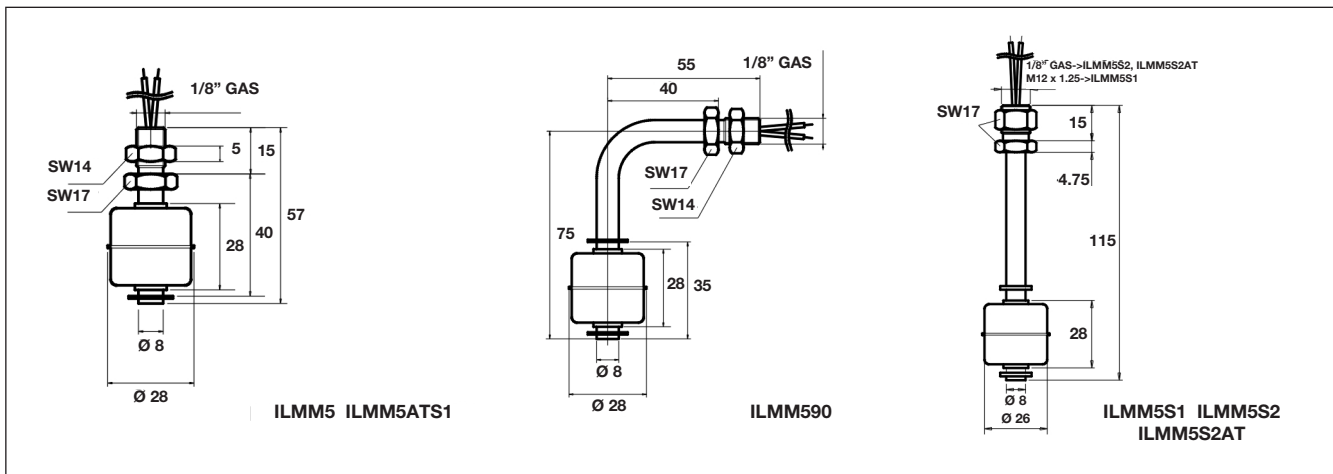 1/8” GAS
5
15
SW14
SW17
57
28
40
Ø 8
Ø 28
ILMM5 ILMM5ATS1
55
1/8” GAS
40
SW17
SW14
75
28
35
Ø 8
Ø 28
ILMM590
1/8" GAS->ILMM5S2, ILMM5S2AT
M12 x 1.25->ILMM5S1
SW17
15
4.75
115
28
Ø 8
Ø 26
ILMM5S1 ILMM5S2
ILMM5S2AT